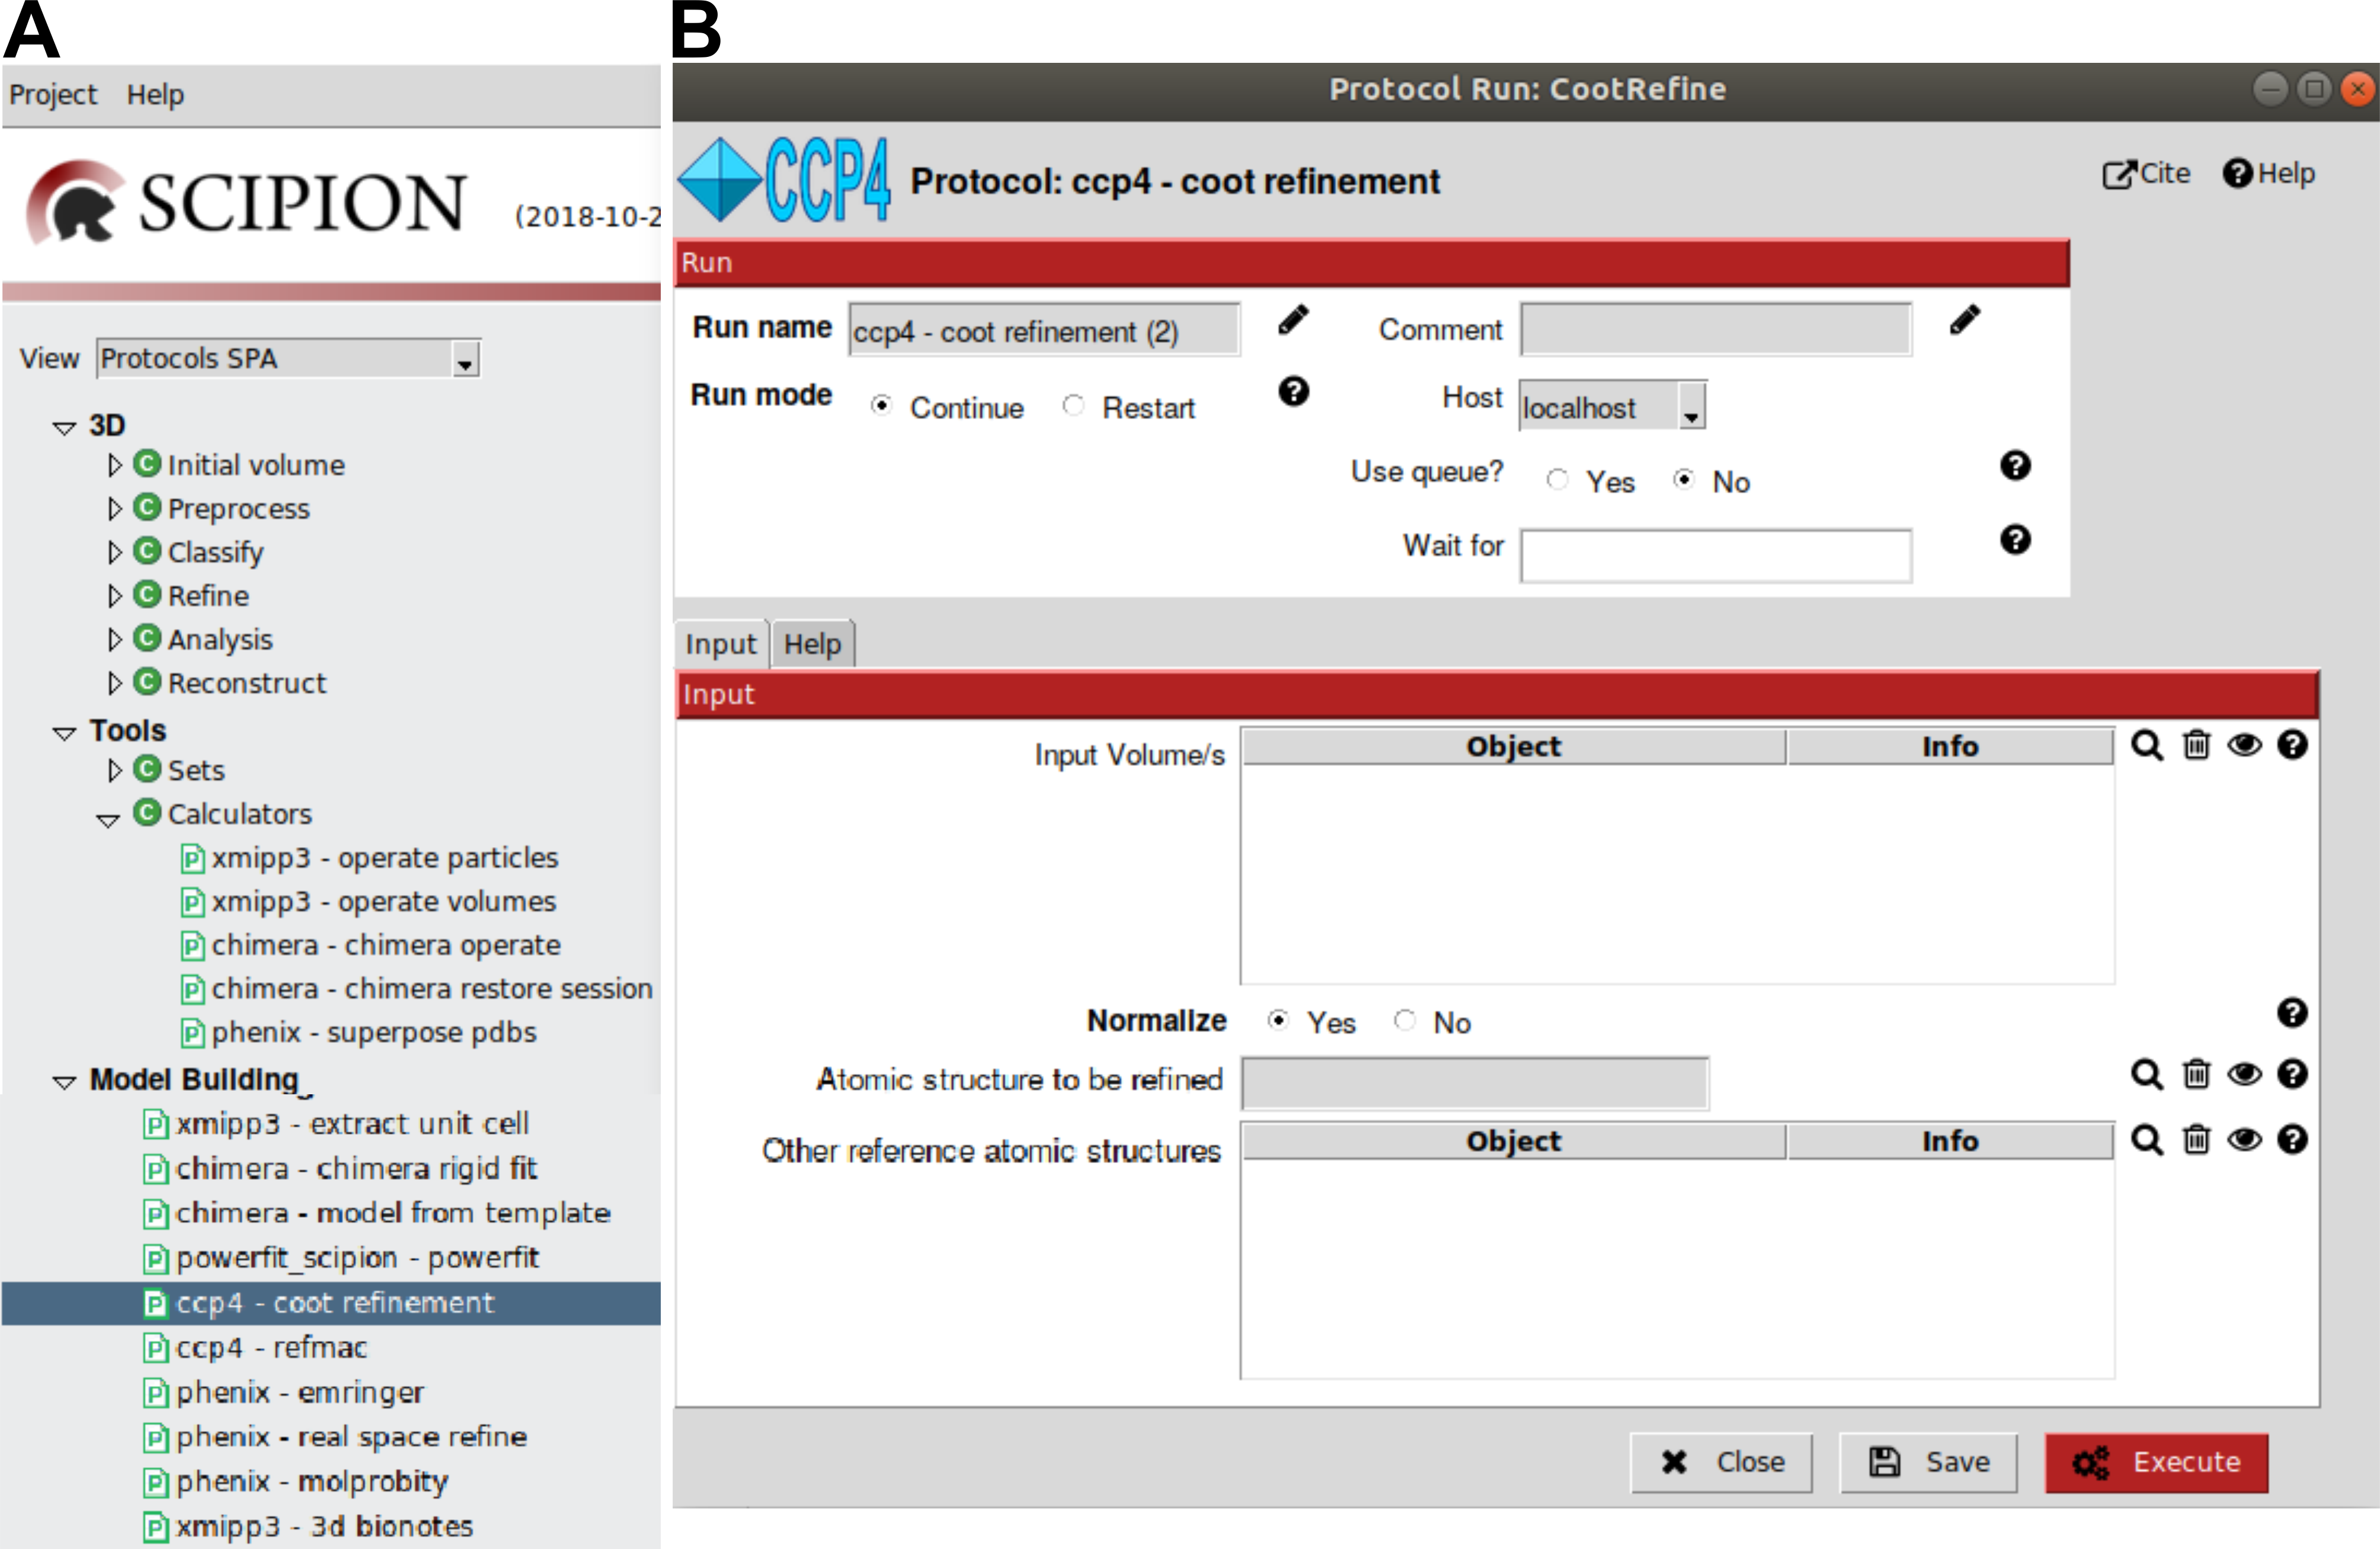 A
Project Help
SCIPION (2018-10-2
View Protocols SPA
3D
C Initial volume
C Preprocess
C Classify
C Refine
C Analysis
C Reconstruct
Tools
C Sets
C Calculators
P xmipp3 - operate particles
P xmipp3 - operate volumes
P chimera - chimera operate
P chimera - chimera restore session
P phenix - superpose pdbs
Model Building
P xmipp3 - extract unit cell
P chimera - chimera rigid fit
P chimera - model from template
P powerfit_scipion - powerfit
P ccp4 - coot refinement
P ccp4 - refmac
P phenix - emringer
P phenix - real space refine
P phenix - molprobity
P xmipp3 - 3d bionotes
B
Protocol Run: CootRefine
CCP4 Protocol: ccp4 - coot refinement Cite ? Help
Run
Run name ccp4 - coot refinement (2) Comment
Run mode Continue Restart ? Host localhost
Use queue? Yes No ?
Wait for ?
Input Help
Input
Input Volume/s Object Info ?
Normalize Yes No ?
Atomic structure to be refined ?
Other reference atomic structures Object Info ?
Close Save Execute